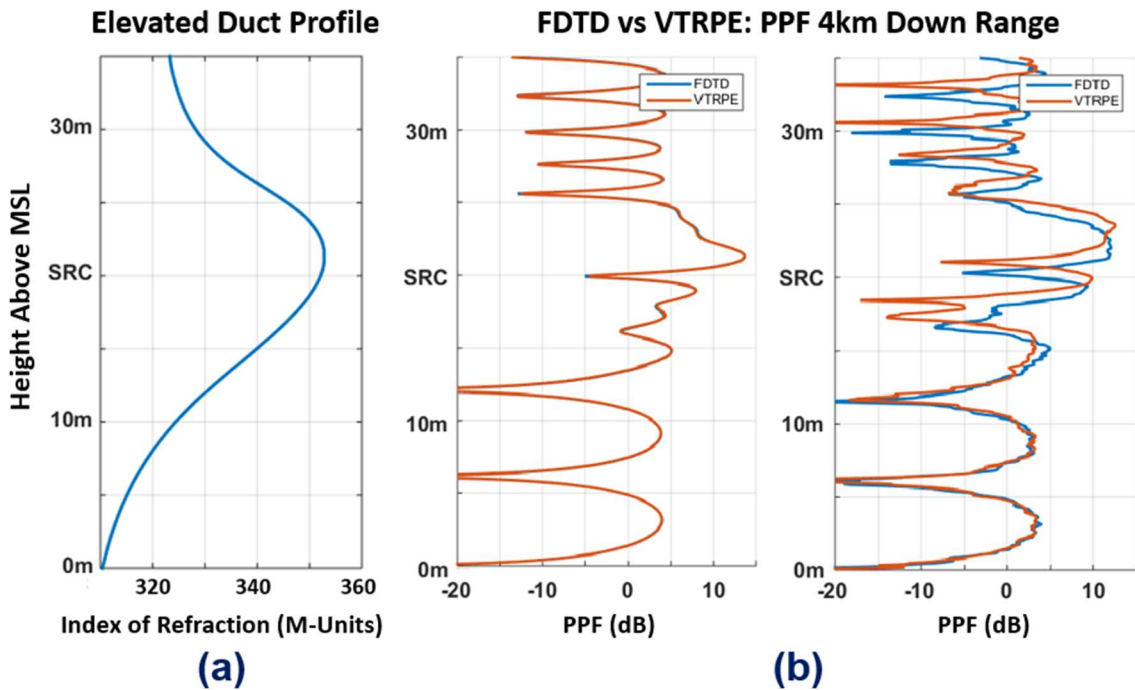 Elevated Duct Profile
FDTD vs VTRPE: PPF 4km Down Range
Height Above MSL
30m
SRC
10m
0m
320
340
360
Index of Refraction (M-Units)
(a)
FDTD
VTRPE
30m
SRC
10m
0m
-20
-10
0
10
PPF (dB)
FDTD
VTRPE
30m
SRC
10m
0m
-20
-10
0
10
PPF (dB)
(b)